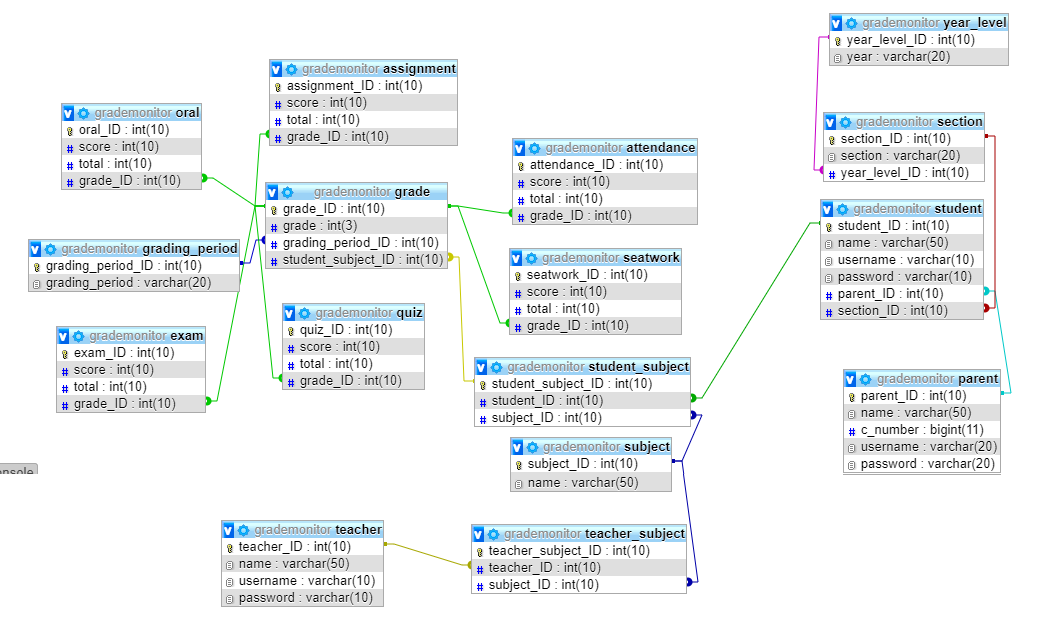 grademonitor year_level
year_level_ID : int(10)
year : varchar(20)
grademonitor assignment
assignment_ID : int(10)
score : int(10)
total : int(10)
grade_ID : int(10)
grademonitor oral
oral_ID : int(10)
score : int(10)
total : int(10)
grade_ID : int(10)
grademonitor section
section_ID : int(10)
section : varchar(20)
year_level_ID : int(10)
grademonitor attendance
attendance_ID : int(10)
score : int(10)
total : int(10)
grade_ID : int(10)
grademonitor grade
grade_ID : int(10)
grade : int(3)
grading_period_ID : int(10)
student_subject_ID : int(10)
grademonitor student
student_ID : int(10)
name : varchar(50)
username : varchar(10)
password : varchar(10)
parent_ID : int(10)
section_ID : int(10)
grademonitor grading_period
grading_period_ID : int(10)
grading_period : varchar(20)
grademonitor seatwork
seatwork_ID : int(10)
score : int(10)
total : int(10)
grade_ID : int(10)
grademonitor quiz
quiz_ID : int(10)
score : int(10)
total : int(10)
grade_ID : int(10)
grademonitor exam
exam_ID : int(10)
score : int(10)
total : int(10)
grade_ID : int(10)
grademonitor student_subject
student_subject_ID : int(10)
student_ID : int(10)
subject_ID : int(10)
grademonitor parent
parent_ID : int(10)
name : varchar(50)
c_number : bigint(11)
username : varchar(20)
password : varchar(20)
grademonitor subject
subject_ID : int(10)
name : varchar(50)
onsole
grademonitor teacher
teacher_ID : int(10)
name : varchar(50)
username : varchar(10)
password : varchar(10)
grademonitor teacher_subject
teacher_subject_ID : int(10)
teacher_ID : int(10)
subject_ID : int(10)